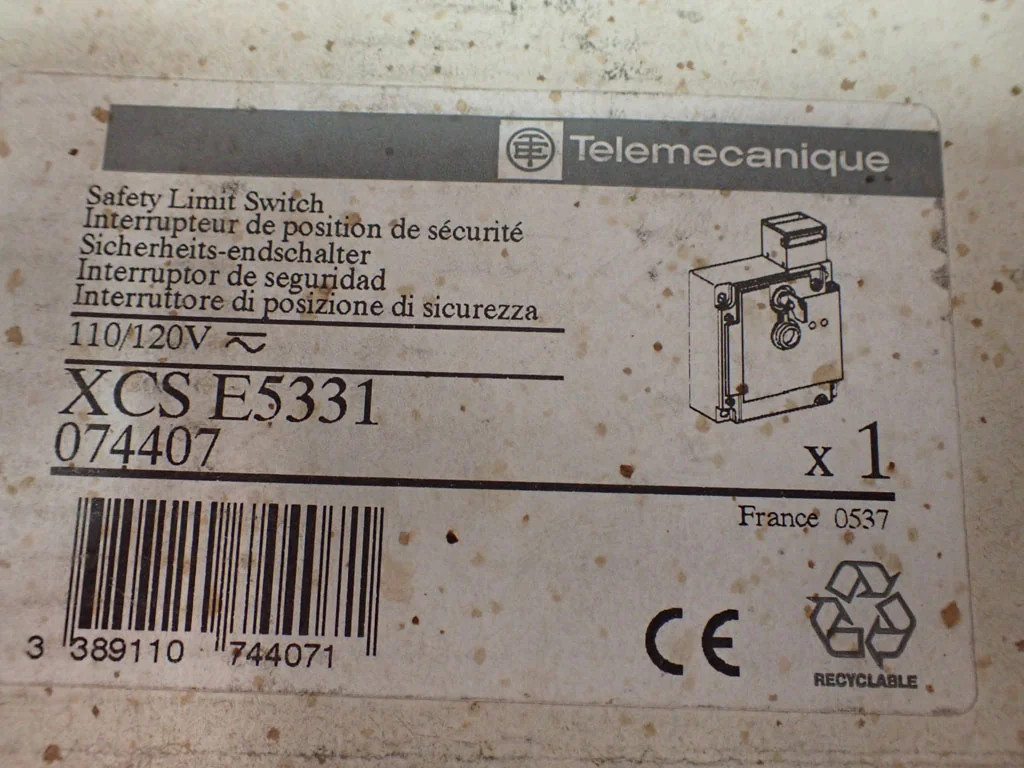 Telemecanique
Safety Limit Switch
Interrupteur de position de sécurité
Sicherheits-endschalter
Interruptor de seguridad
Interruttore di posizione di sicurezza
110/120V ⎓ ~
XCS E5331
074407
x 1
France 0537
3 389110 744071
CE
RECYCLABLE